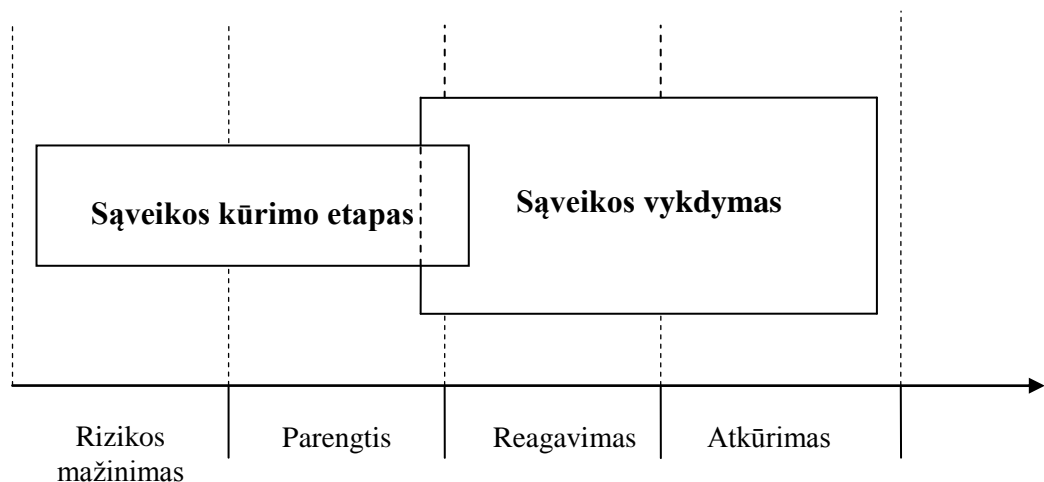 Sąveikos kūrimo etapas
Sąveikos vykdymas
Rizikos
mažinimas
Parengtis
Reagavimas
Atkūrimas